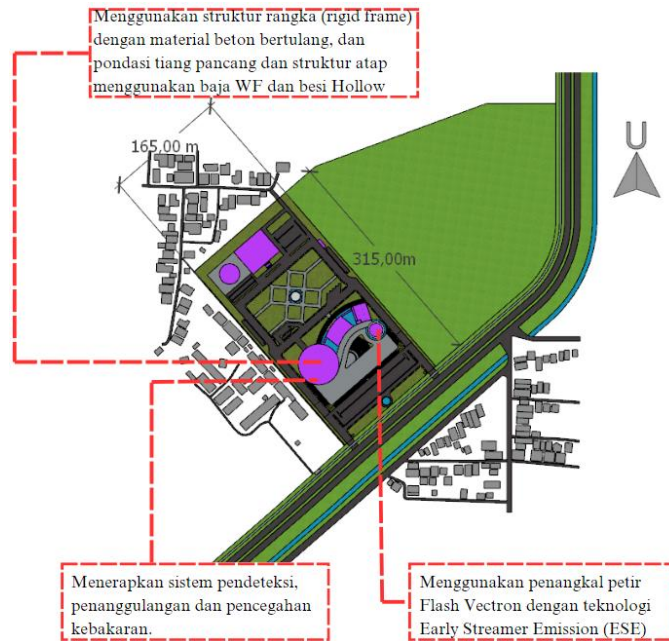 Menggunakan struktur rangka (rigid frame)
dengan material beton bertulang, dan
pondasi tiang pancang dan struktur atap
menggunakan baja WF dan besi Hollow
165,00 m
U
315,00m
Menerapkan sistem pendeteksi,
penanggulangan dan pencegahan
kebakaran.
Menggunakan penangkal petir
Flash Vectron dengan teknologi
Early Streamer Emission (ESE)